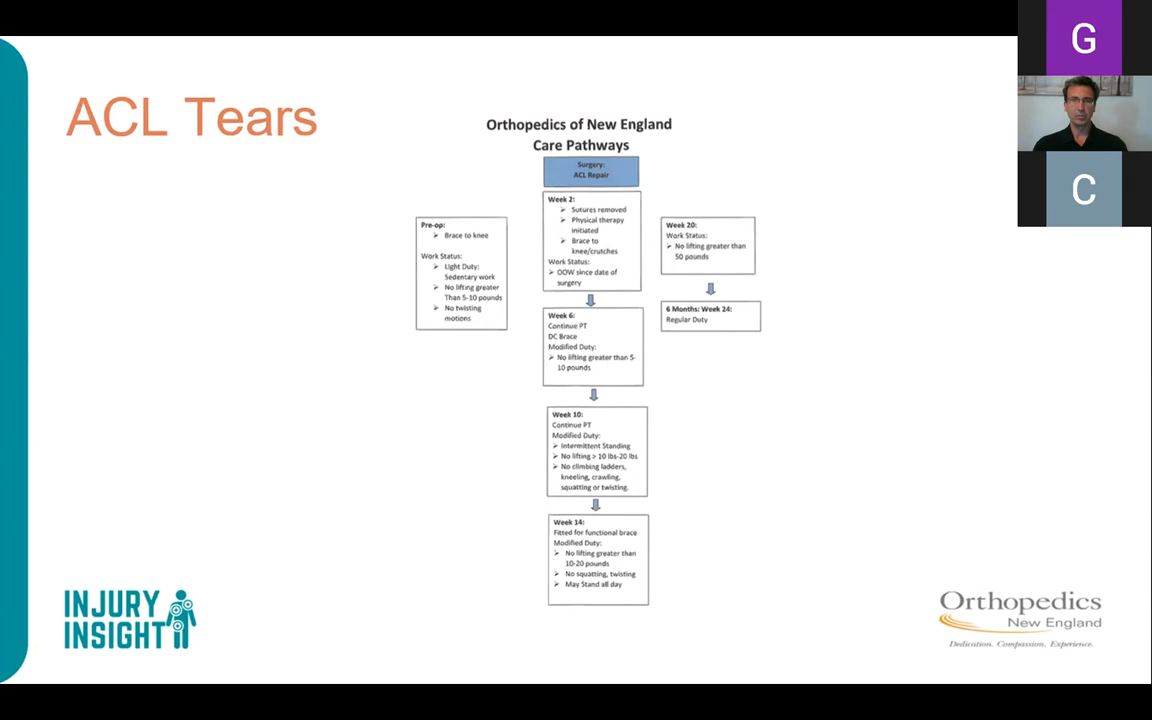 ACL Tears
Orthopedics of New England
Care Pathways
Surgery:
ACL Repair
Pre-op:
➢ Brace to knee
Work Status:
➢ Light Duty:
Sedentary work
➢ No lifting greater
Than 5-10 pounds
➢ No twisting
motions
Week 2:
➢ Sutures removed
➢ Physical therapy
initiated
➢ Brace to
knee/crutches
Work Status:
➢ OOW since date of
surgery
Week 6:
Continue PT
DC Brace
Modified Duty:
➢ No lifting greater than 5-
10 pounds
Week 10:
Continue PT
Modified Duty:
➢ Intermittent Standing
➢ No lifting > 10 lbs-20 lbs
➢ No climbing ladders,
kneeling, crawling,
squatting or twisting.
Week 14:
Fitted for functional brace
Modified Duty:
➢ No lifting greater than
10-20 pounds
➢ No squatting, twisting
➢ May Stand all day
Week 20:
Work Status:
➢ No lifting greater than
50 pounds
6 Months: Week 24:
Regular Duty
G
C
INJURY
INSIGHT
Orthopedics
New England
Dedication. Compassion. Experience.